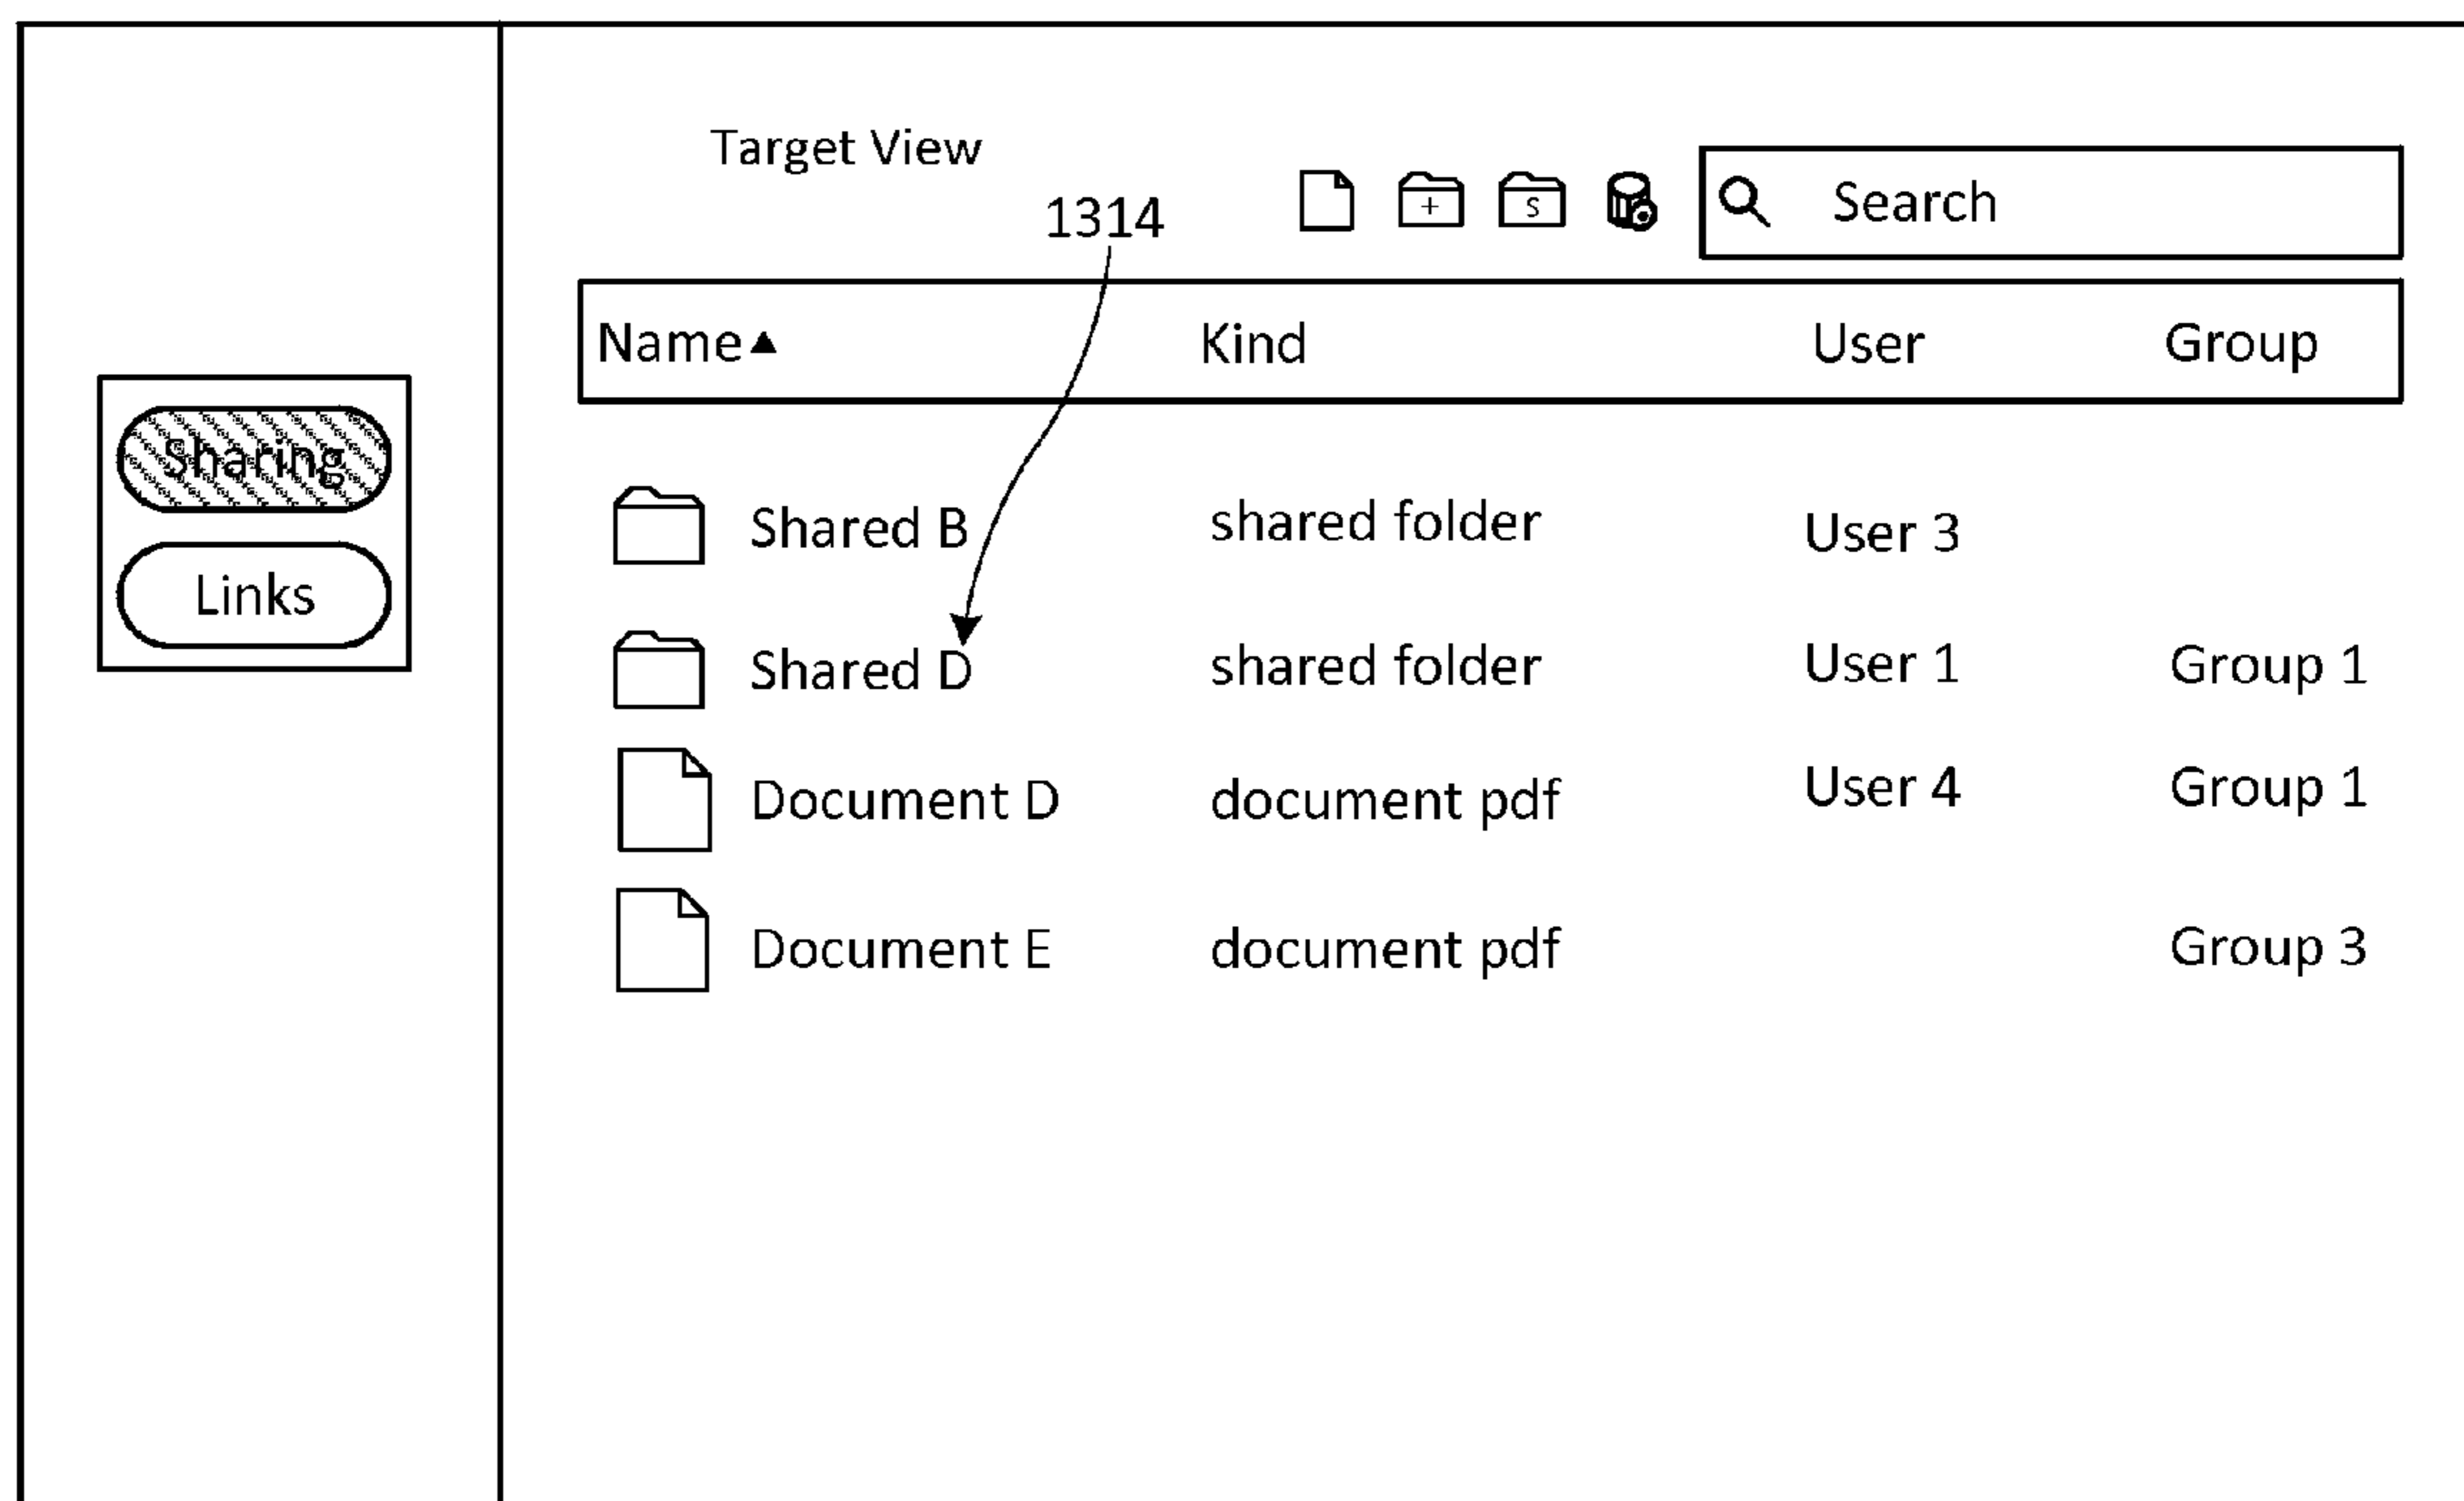 Target View
1314
+
S
Search
Name▲ Kind User Group
Sharing
Links
Shared B shared folder User 3
Shared D shared folder User 1 Group 1
Document D document pdf User 4 Group 1
Document E document pdf Group 3